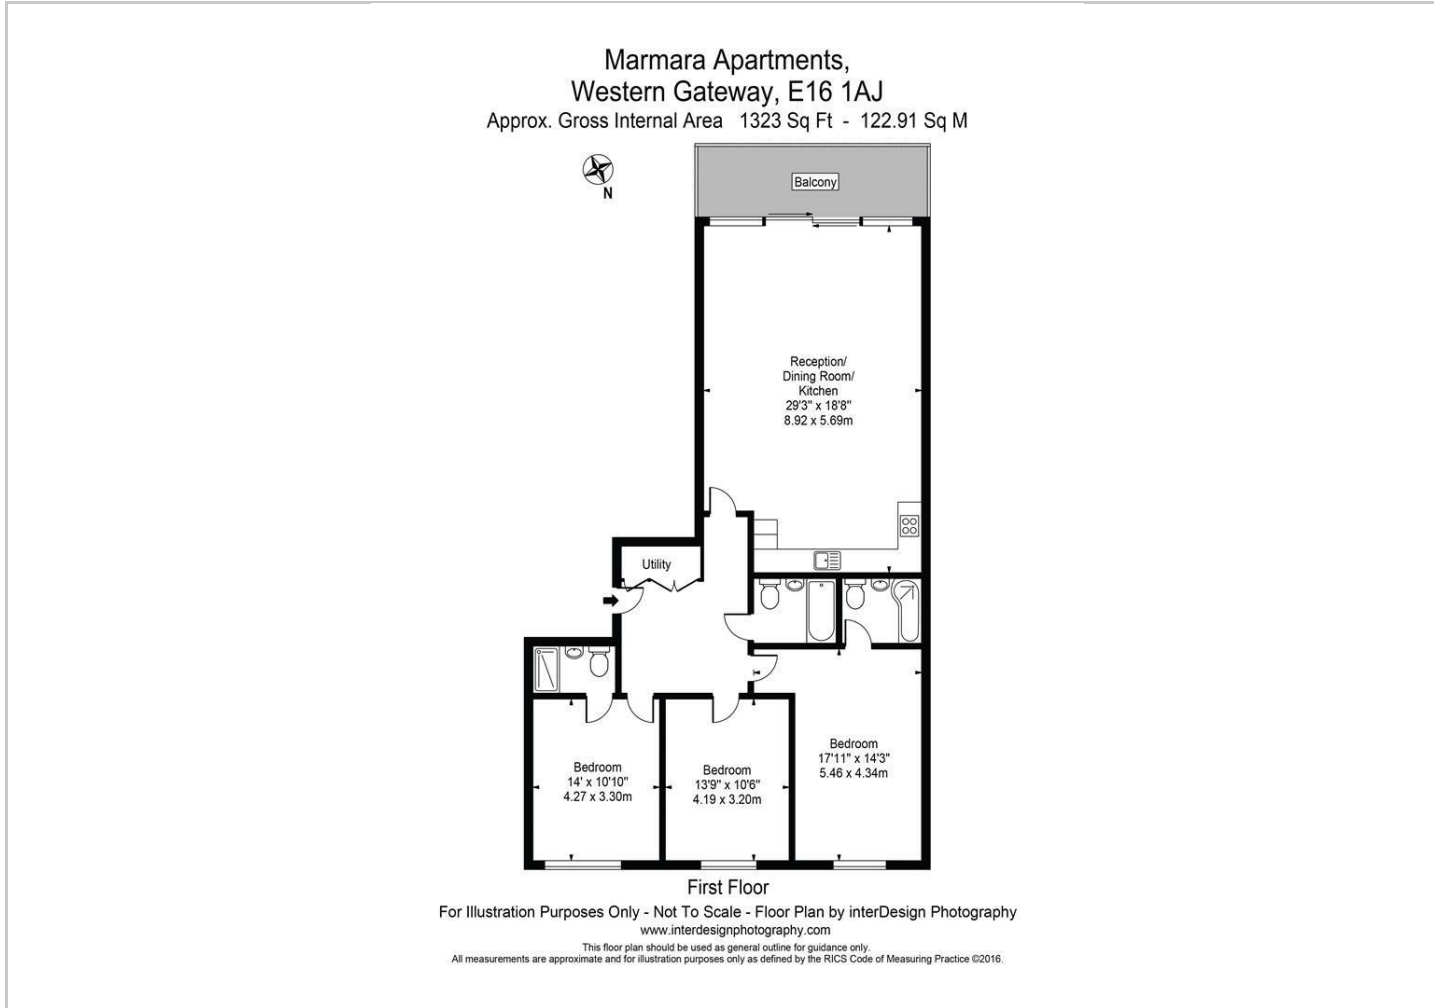 Marmara Apartments,
Western Gateway, E16 1AJ
Approx. Gross Internal Area 1323 Sq Ft - 122.91 Sq M
N
Balcony
Reception/
Dining Room/
Kitchen
29'3" x 18'8"
8.92 x 5.69m
Utility
Bedroom
14' x 10'10"
4.27 x 3.30m
Bedroom
13'9" x 10'6"
4.19 x 3.20m
Bedroom
17'11" x 14'3"
5.46 x 4.34m
First Floor
For Illustration Purposes Only - Not To Scale - Floor Plan by interDesign Photography
www.interdesignphotography.com
This floor plan should be used as general outline for guidance only.
All measurements are approximate and for illustration purposes only as defined by the RICS Code of Measuring Practice ©2016.